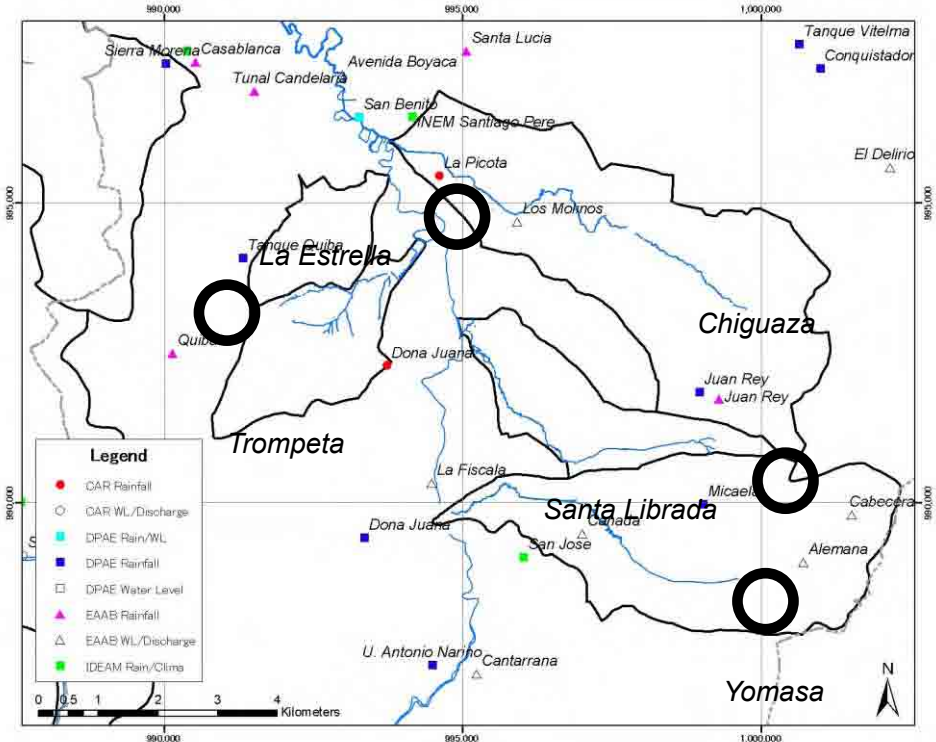 990,000 995,000 1,000,000
Tanque Vitelma
Santa Lucia
Sierra Morena Casablanca
Conquistador
Avenida Boyaca
Tunal Candelaria
San Benito
INEM Santiago Pere
El Delirio
La Picota
995,000 995,000
Los Molinos
Tanque Quiba
La Estrella
Chiguaza
Quiba
Dona Juana
Juan Rey
Juan Rey
Trompeta
Legend
CAR Rainfall
CAR WL/Discharge
DPAE Rain/WL
DPAE Rainfall
DPAE Water Level
EAAB Rainfall
EAAB WL/Discharge
IDEAM Rain/Clima
La Fiscala
Micaela
Cabecera
990,000 990,000
Santa Librada
Dona Juana
Canada
San Jose
Alemana
S
U. Antonio Narino
Cantarrana
Yomasa
N
0 0.5 1 2 3 4
Kilometers
990,000 995,000 1,000,000